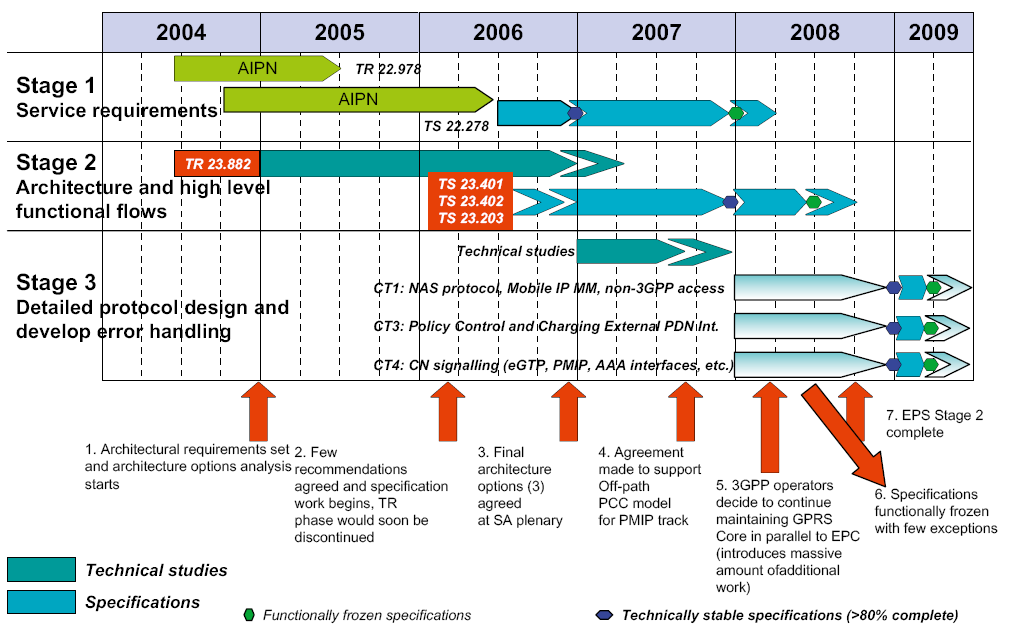 2004 2005 2006 2007 2008 2009
Stage 1
Service requirements
AIPN
TR 22.978
AIPN
TS 22.278
Stage 2
Architecture and high level
functional flows
TR 23.882
TS 23.401
TS 23.402
TS 23.203
Stage 3
Detailed protocol design and
develop error handling
Technical studies
CT1: NAS protocol, Mobile IP MM, non-3GPP access
CT3: Policy Control and Charging External PDN Int.
CT4: CN signalling (eGTP, PMIP, AAA interfaces, etc.)
1. Architectural requirements set
and architecture options analysis
starts
2. Few
recommendations
agreed and specification
work begins, TR
phase would soon be
discontinued
3. Final
architecture
options (3)
agreed
at SA plenary
4. Agreement
made to support
Off-path
PCC model
for PMIP track
5. 3GPP operators
decide to continue
maintaining GPRS
Core in parallel to EPC
(introduces massive
amount ofadditional
work)
6. Specifications
functionally frozen
with few exceptions
7. EPS Stage 2
complete
Technical studies
Specifications
Functionally frozen specifications
Technically stable specifications (>80% complete)